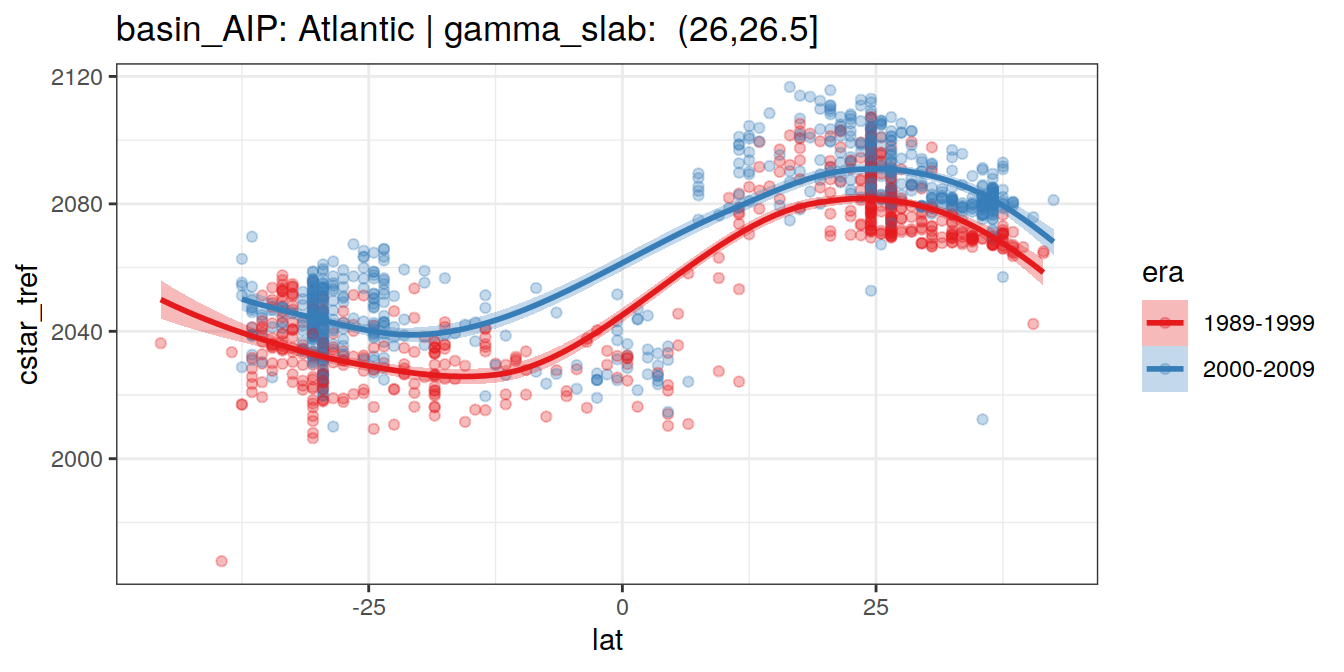 basin_AIP: Atlantic | gamma_slab:  (26,26.5]
2120
2080
2040
2000
cstar_tref
-25
0
25
lat
era
1989-1999
2000-2009